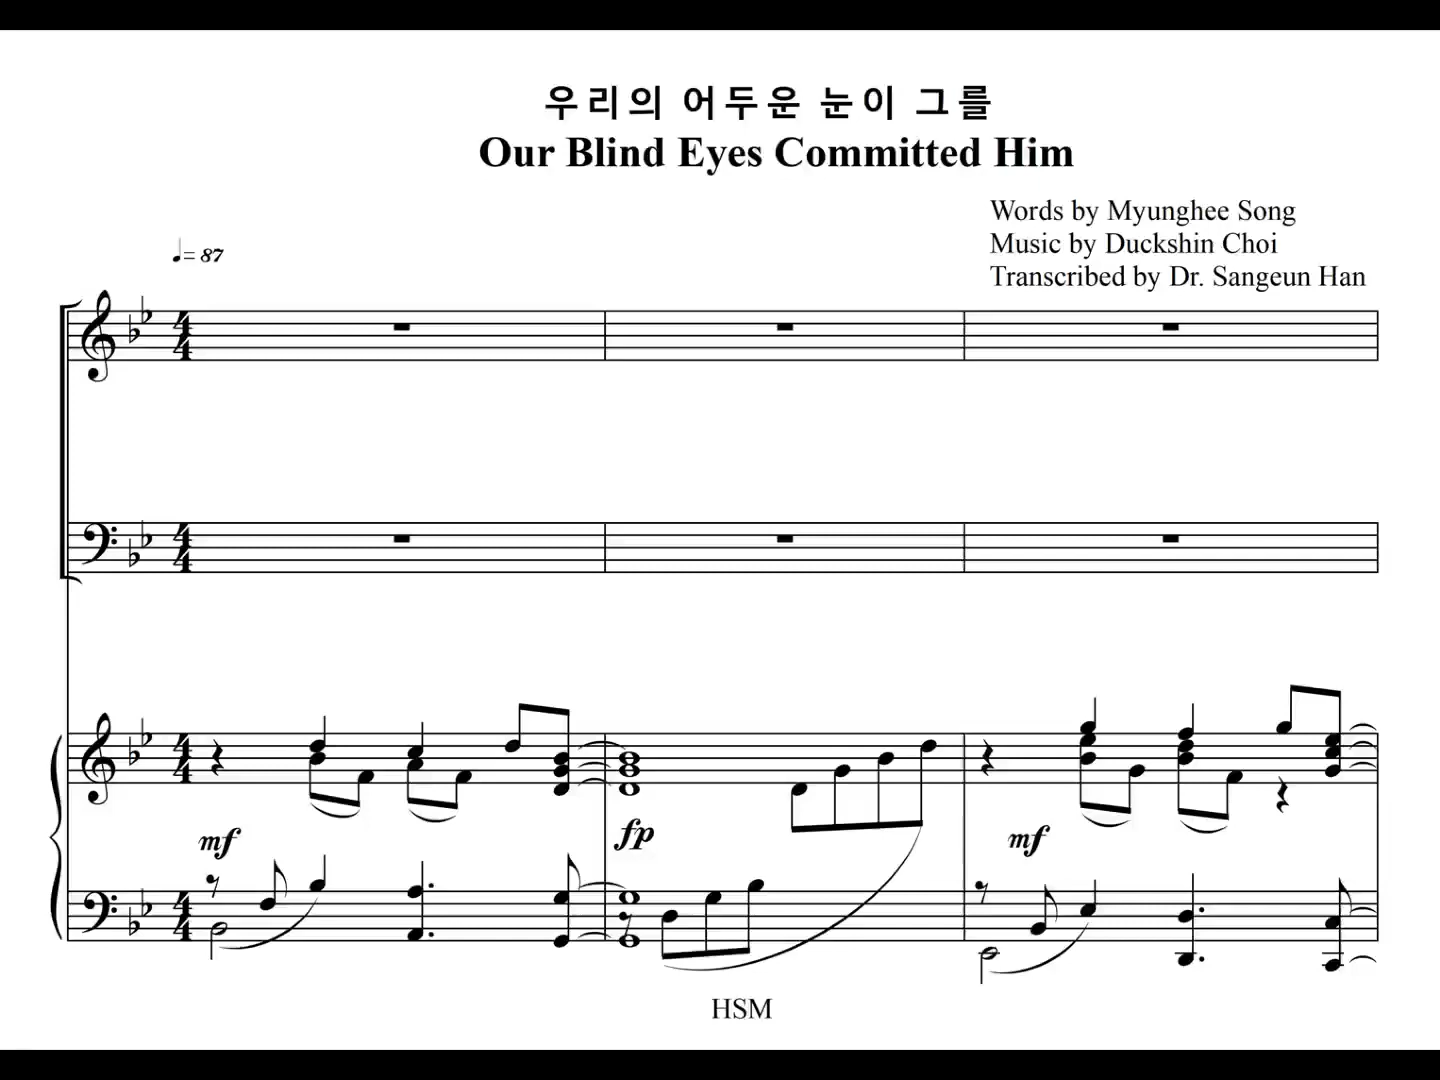 우리의 어두운 눈이 그를
Our Blind Eyes Committed Him
Words by Myunghee Song
Music by Duckshin Choi
Transcribed by Dr. Sangeun Han
♩= 87
mf
fp
mf
HSM